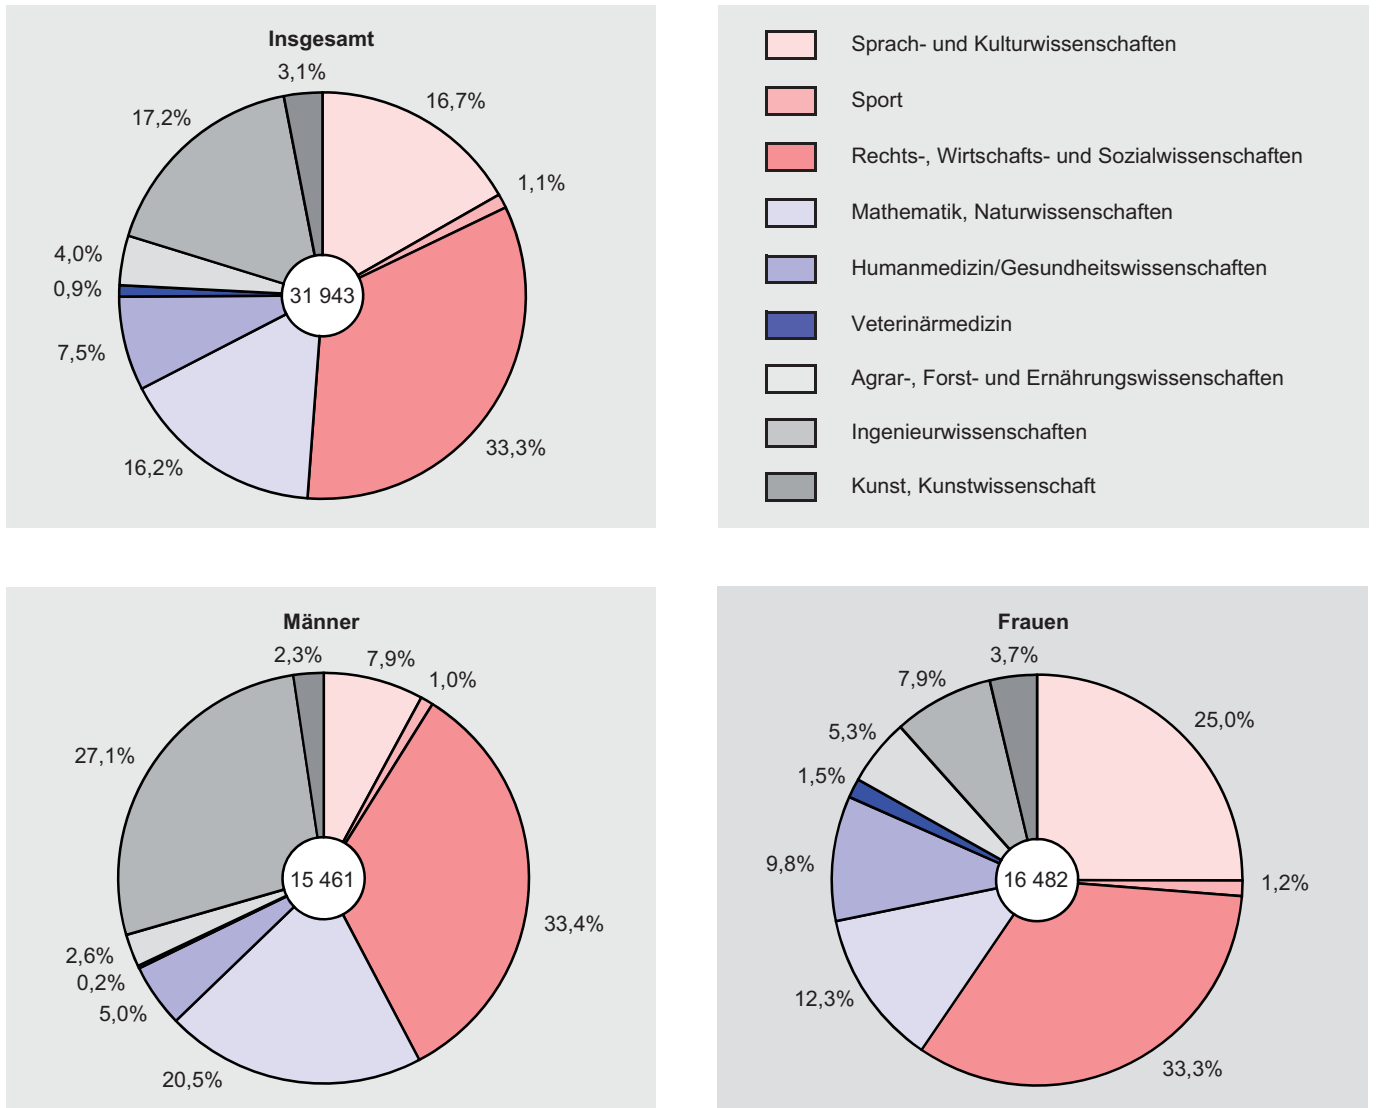 Insgesamt
3,1%
16,7%
17,2%
1,1%
4,0%
0,9%
31 943
7,5%
33,3%
16,2%
Sprach- und Kulturwissenschaften
Sport
Rechts-, Wirtschafts- und Sozialwissenschaften
Mathematik, Naturwissenschaften
Humanmedizin/Gesundheitswissenschaften
Veterinärmedizin
Agrar-, Forst- und Ernährungswissenschaften
Ingenieurwissenschaften
Kunst, Kunstwissenschaft
Männer
2,3%
7,9%
1,0%
27,1%
15 461
33,4%
2,6%
0,2%
5,0%
20,5%
Frauen
3,7%
7,9%
25,0%
5,3%
1,5%
9,8%
16 482
1,2%
12,3%
33,3%